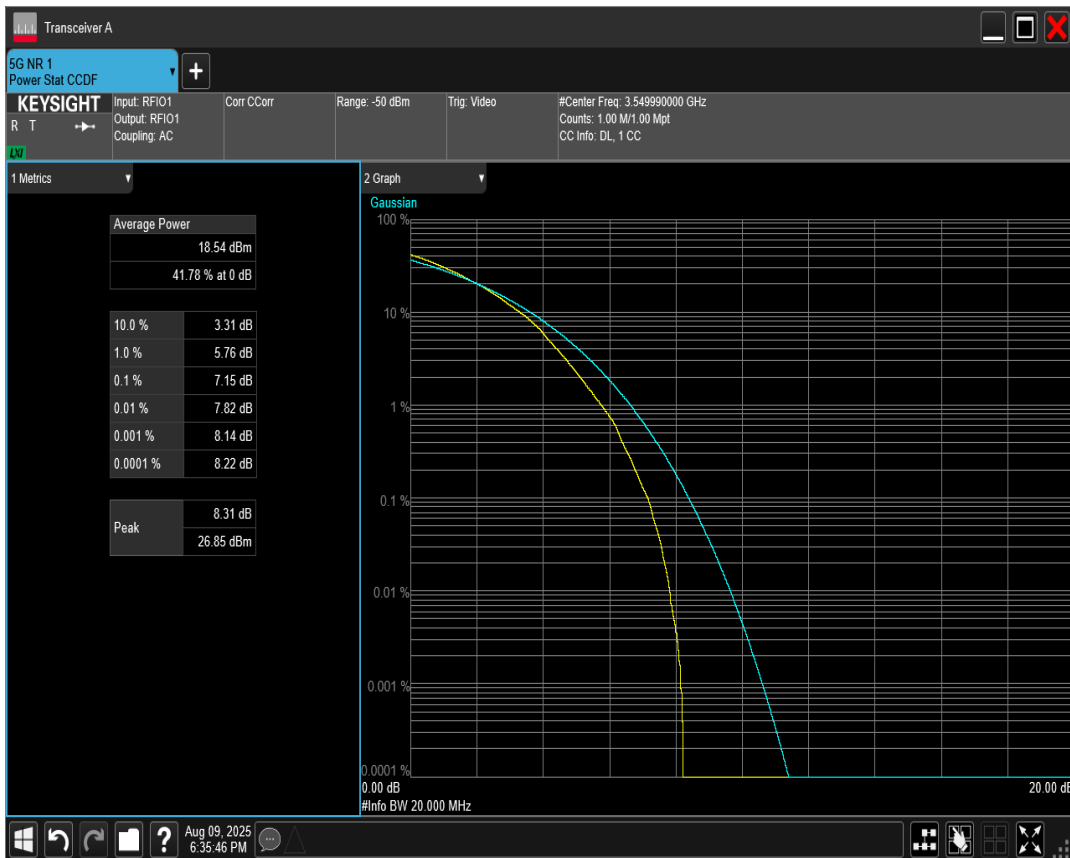 Transceiver A
5G NR 1
Power Stat CCDF
+
KEYSIGHT
R T
LXI
Input: RFIO1
Output: RFIO1
Coupling: AC
Corr CCorr
Range: -50 dBm
Trig: Video
#Center Freq: 3.549990000 GHz
Counts: 1.00 M/1.00 Mpt
CC Info: DL, 1 CC
1 Metrics
Average Power
18.54 dBm
41.78 % at 0 dB
10.0 % 3.31 dB
1.0 % 5.76 dB
0.1 % 7.15 dB
0.01 % 7.82 dB
0.001 % 8.14 dB
0.0001 % 8.22 dB
Peak
8.31 dB
26.85 dBm
2 Graph
Gaussian
100 %
10 %
1 %
0.1 %
0.01 %
0.001 %
0.0001 %
0.00 dB 20.00 dB
#Info BW 20.000 MHz
?
Aug 09, 2025
6:35:46 PM